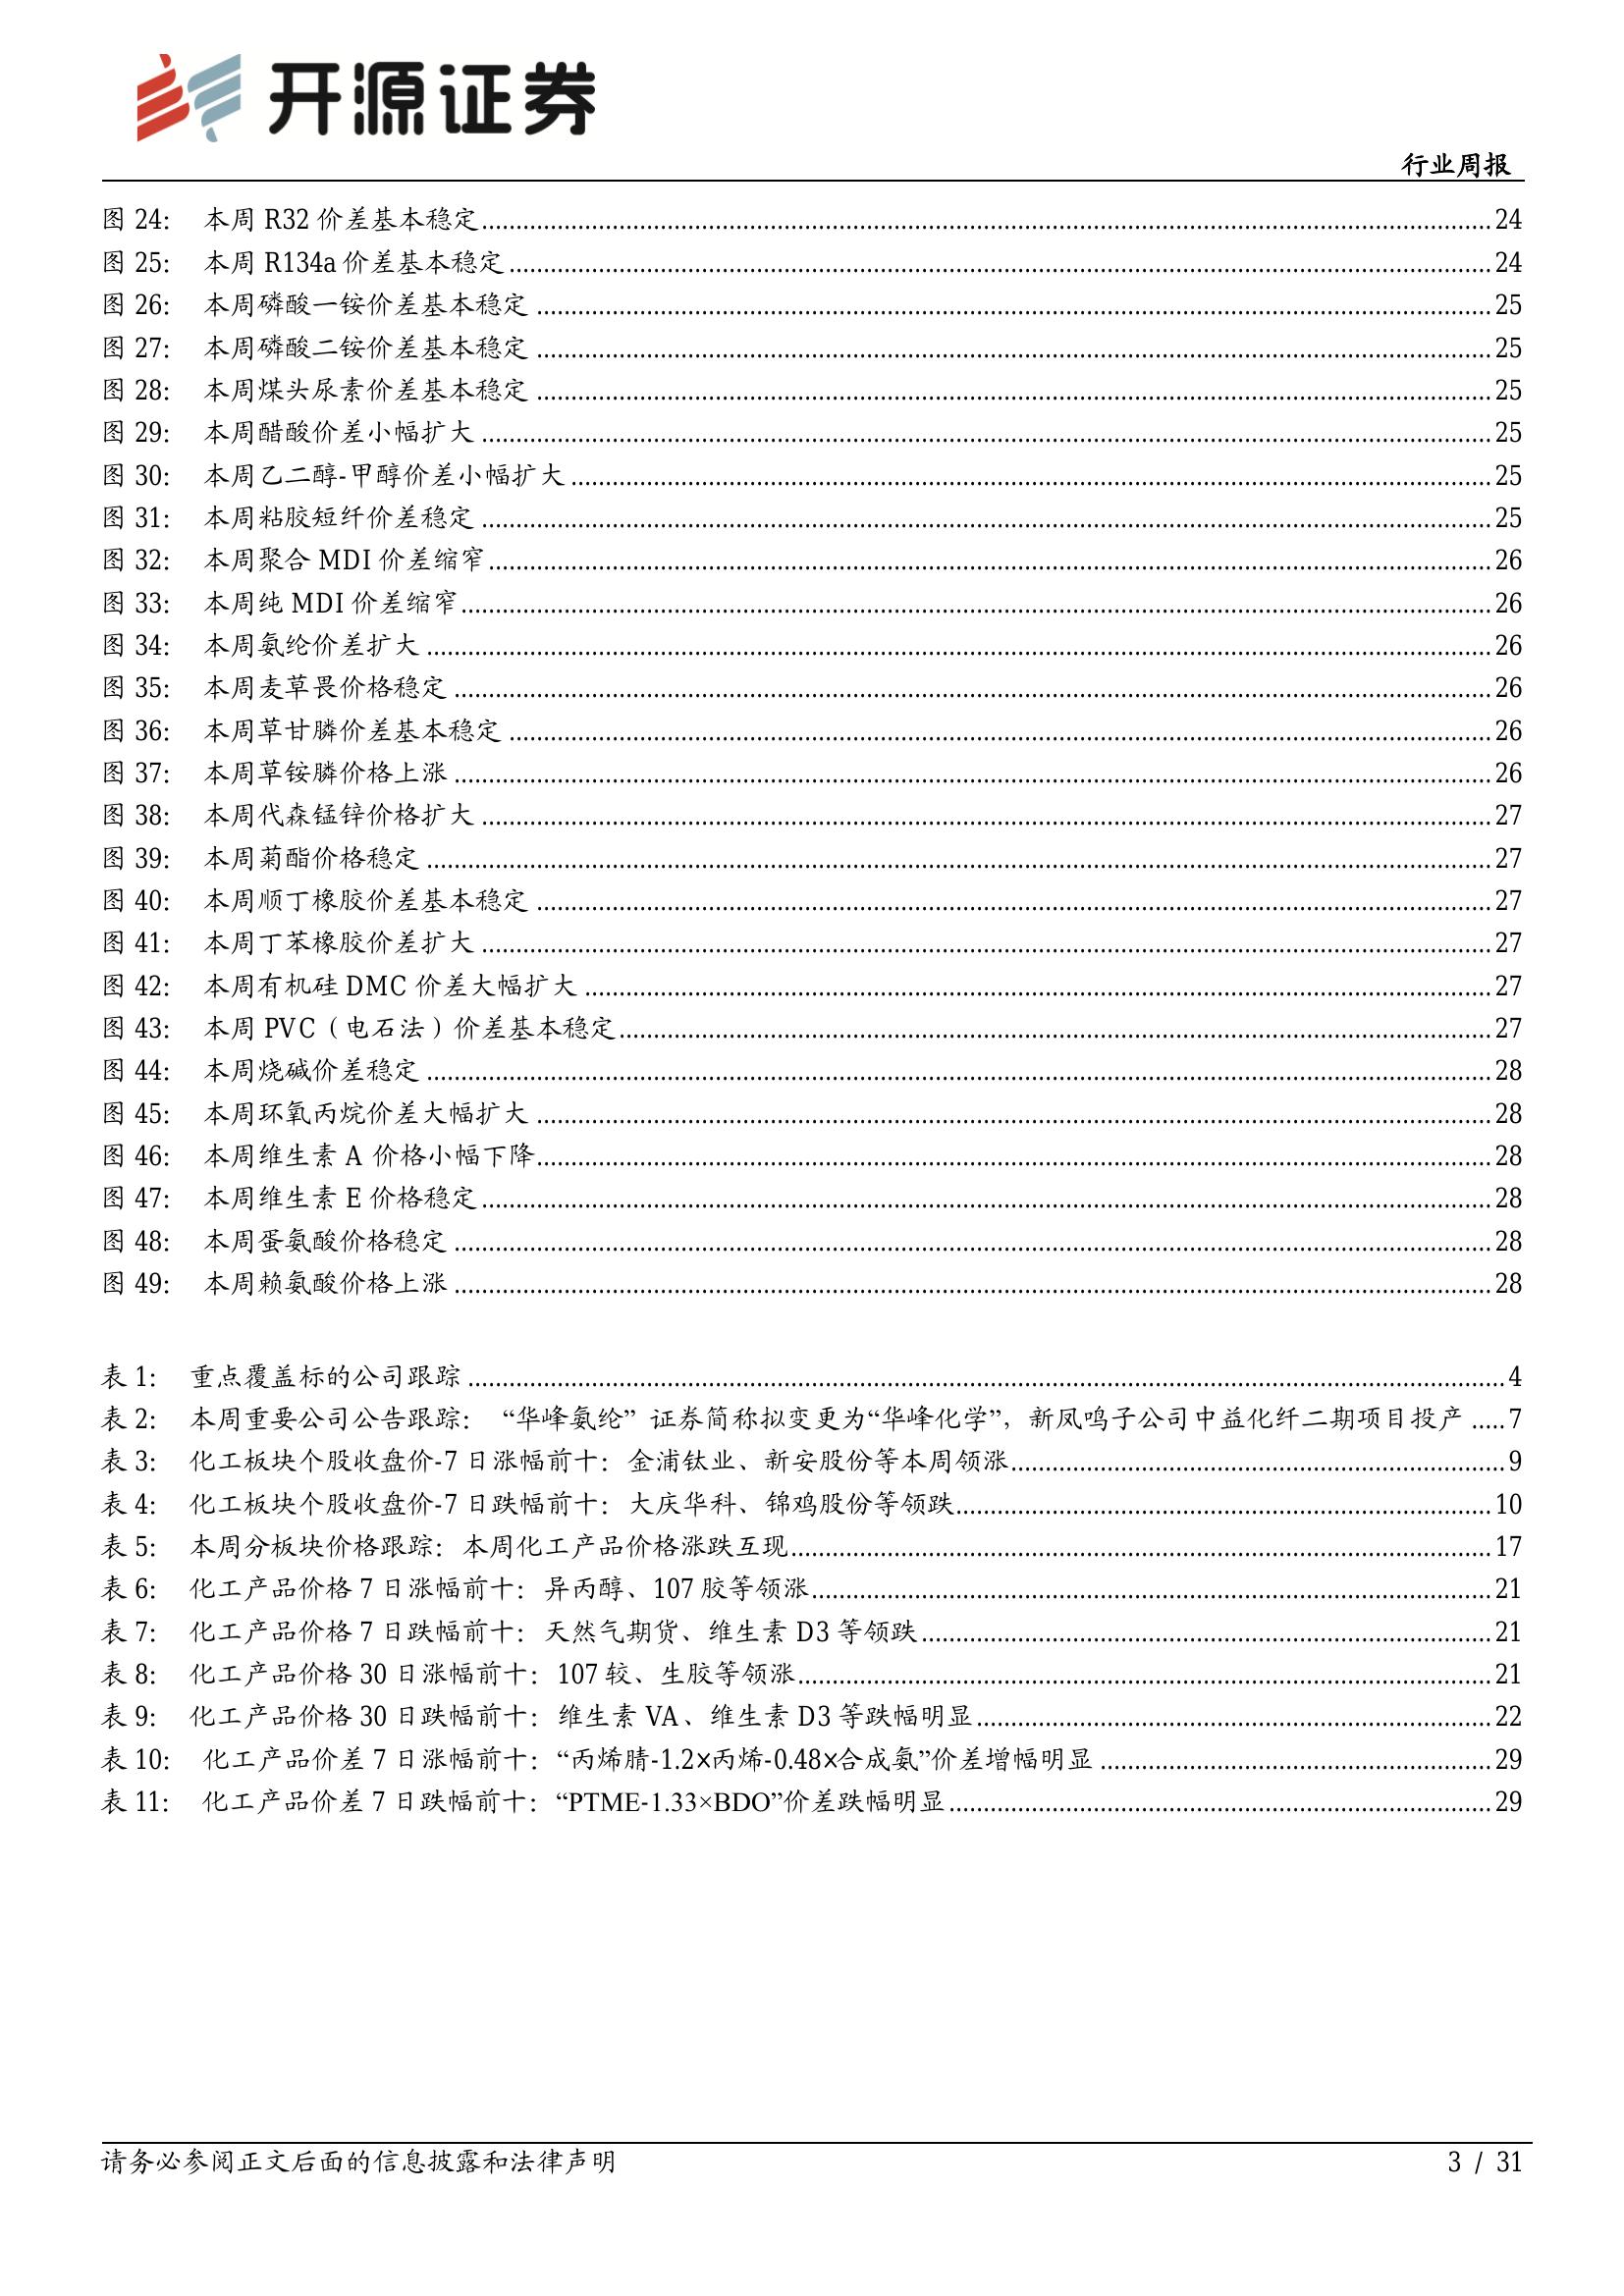 开源证券
行业周报
图 24： 本周 R32 价差基本稳定 24
图 25： 本周 R134a 价差基本稳定 24
图 26： 本周磷酸一铵价差基本稳定 25
图 27： 本周磷酸二铵价差基本稳定 25
图 28： 本周煤头尿素价差基本稳定 25
图 29： 本周醋酸价差小幅扩大 25
图 30： 本周乙二醇-甲醇价差小幅扩大 25
图 31： 本周粘胶短纤价差稳定 25
图 32： 本周聚合 MDI 价差缩窄 26
图 33： 本周纯 MDI 价差缩窄 26
图 34： 本周氨纶价差扩大 26
图 35： 本周麦草畏价格稳定 26
图 36： 本周草甘膦价差基本稳定 26
图 37： 本周草铵膦价格上涨 26
图 38： 本周代森锰锌价格扩大 27
图 39： 本周菊酯价格稳定 27
图 40： 本周顺丁橡胶价差基本稳定 27
图 41： 本周丁苯橡胶价差扩大 27
图 42： 本周有机硅 DMC 价差大幅扩大 27
图 43： 本周 PVC（电石法）价差基本稳定 27
图 44： 本周烧碱价差稳定 28
图 45： 本周环氧丙烷价差大幅扩大 28
图 46： 本周维生素 A 价格小幅下降 28
图 47： 本周维生素 E 价格稳定 28
图 48： 本周蛋氨酸价格稳定 28
图 49： 本周赖氨酸价格上涨 28
表 1： 重点覆盖标的公司跟踪 4
表 2： 本周重要公司公告跟踪： “华峰氨纶” 证券简称拟变更为“华峰化学”，新凤鸣子公司中益化纤二期项目投产 7
表 3： 化工板块个股收盘价-7 日涨幅前十：金浦钛业、新安股份等本周领涨 9
表 4： 化工板块个股收盘价-7 日跌幅前十：大庆华科、锦鸡股份等领跌 10
表 5： 本周分板块价格跟踪：本周化工产品价格涨跌互现 17
表 6： 化工产品价格 7 日涨幅前十：异丙醇、107 胶等领涨 21
表 7： 化工产品价格 7 日跌幅前十：天然气期货、维生素 D3 等领跌 21
表 8： 化工产品价格 30 日涨幅前十：107 较、生胶等领涨 21
表 9： 化工产品价格 30 日跌幅前十：维生素 VA、维生素 D3 等跌幅明显 22
表 10： 化工产品价差 7 日涨幅前十：“丙烯腈-1.2×丙烯-0.48×合成氨”价差增幅明显 29
表 11： 化工产品价差 7 日跌幅前十：“PTME-1.33×BDO”价差跌幅明显 29
请务必参阅正文后面的信息披露和法律声明
3 / 31